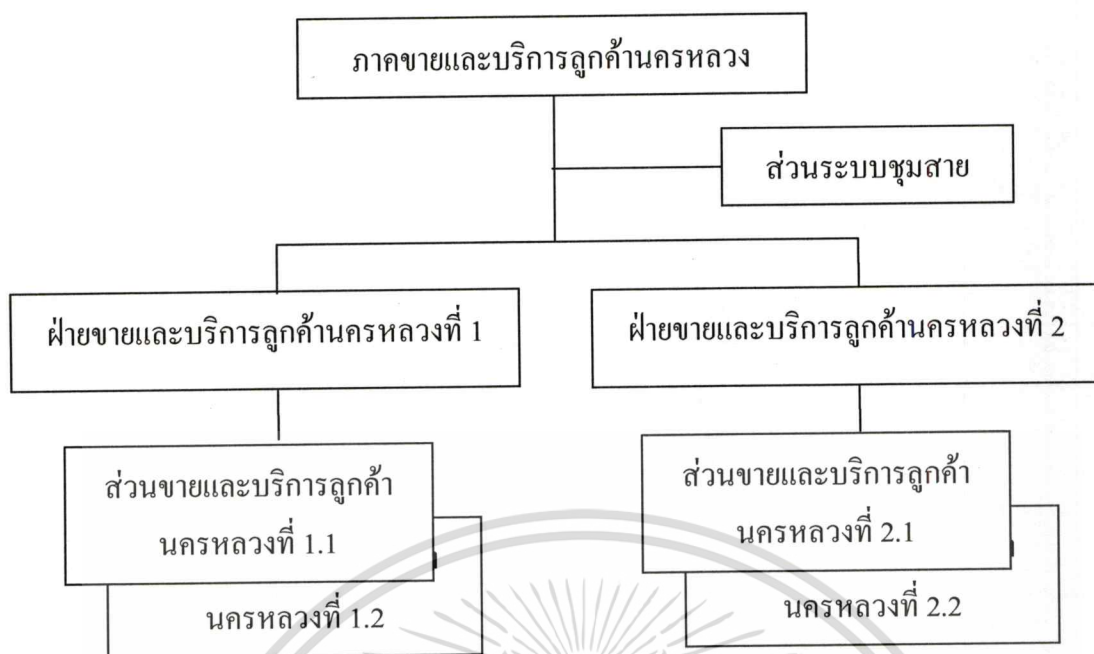 ภาคขายและบริการลูกค้านครหลวง
ส่วนระบบชุมสาย
ฝ่ายขายและบริการลูกค้านครหลวงที่ 1
ฝ่ายขายและบริการลูกค้านครหลวงที่ 2
ส่วนขายและบริการลูกค้า
นครหลวงที่ 1.1
นครหลวงที่ 1.2
ส่วนขายและบริการลูกค้า
นครหลวงที่ 2.1
นครหลวงที่ 2.2